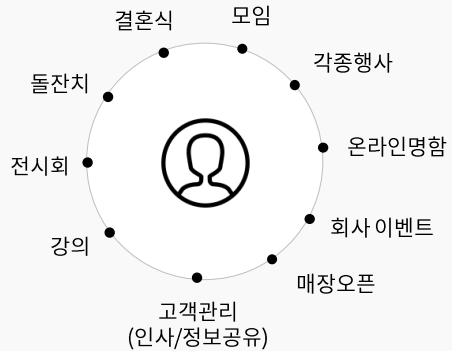 결혼식
모임
돌잔치
각종행사
전시회
온라인명함
강의
회사 이벤트
매장오픈
고객관리
(인사/정보공유)